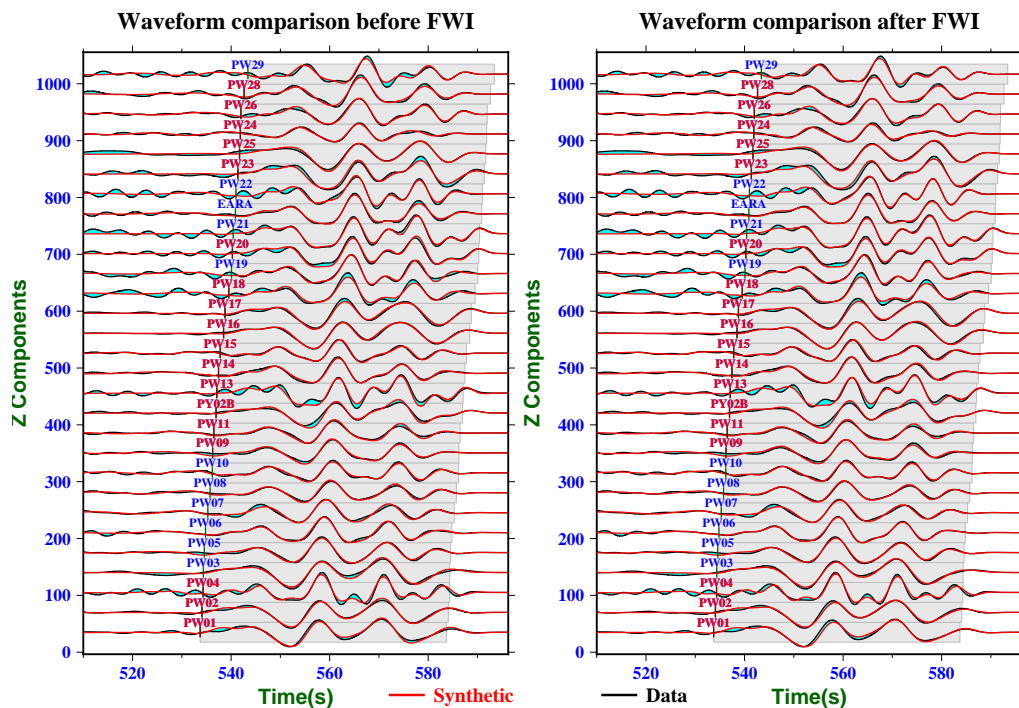 Waveform comparison before FWI
Waveform comparison after FWI
Z Components
1000
900
800
700
600
500
400
300
200
100
0
PW29
PW28
PW26
PW24
PW25
PW23
PW22
EARA
PW21
PW20
PW19
PW18
PW17
PW16
PW15
PW14
PW13
PY02B
PW11
PW09
PW10
PW08
PW07
PW06
PW05
PW03
PW04
PW02
PW01
520 540 560 580
Time(s)
Synthetic
Z Components
1000
900
800
700
600
500
400
300
200
100
0
PW29
PW28
PW26
PW24
PW25
PW23
PW22
EARA
PW21
PW20
PW19
PW18
PW17
PW16
PW15
PW14
PW13
PY02B
PW11
PW09
PW10
PW08
PW07
PW06
PW05
PW03
PW04
PW02
PW01
520 540 560 580
Data
Time(s)